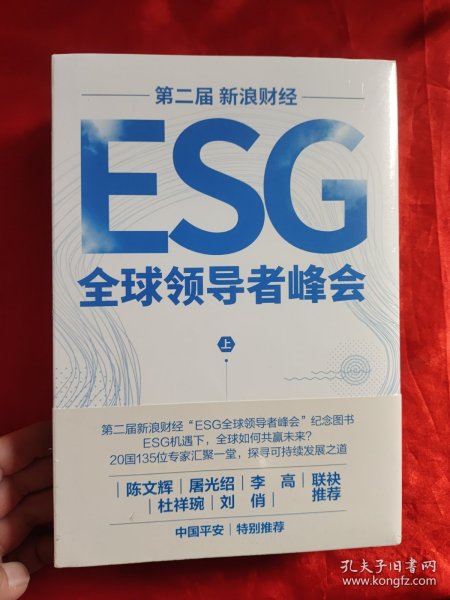 第二届 新浪财经
ESG
全球领导者峰会
上
第二届新浪财经“ESG全球领导者峰会”纪念图书
ESG机遇下，全球如何共赢未来？
20国135位专家汇聚一堂，探寻可持续发展之道
|陈文辉|屠光绍|李 高|联袂
|杜祥琬|刘 俏| 推荐
中国平安|特别推荐
孔夫子旧书网
www.kongfz.com